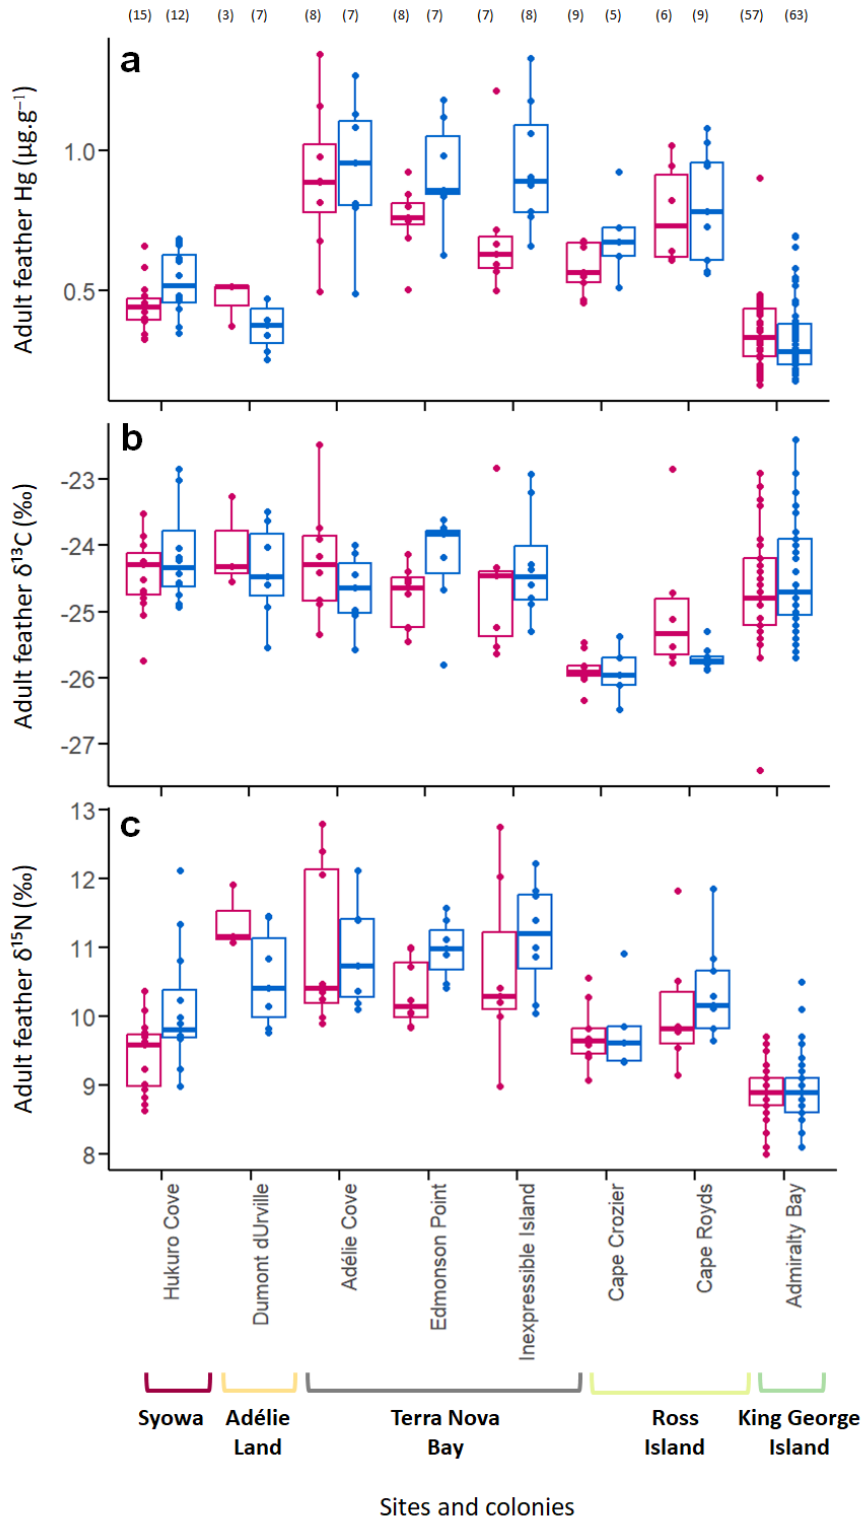 (15) (12) (3) (7) (8) (7) (8) (7) (7) (8) (9) (5) (6) (9) (57) (63)
a
Adult feather Hg (µg.g⁻¹)
1.0
0.5
b
Adult feather δ¹³C (‰)
-23
-24
-25
-26
-27
c
Adult feather δ¹⁵N (‰)
13
12
11
10
9
8
Hukuro Cove
Dumont dUrville
Adélie Cove
Edmonson Point
Inexpressible Island
Cape Crozier
Cape Royds
Admiralty Bay
Syowa
Adélie
Land
Terra Nova
Bay
Ross
Island
King George
Island
Sites and colonies